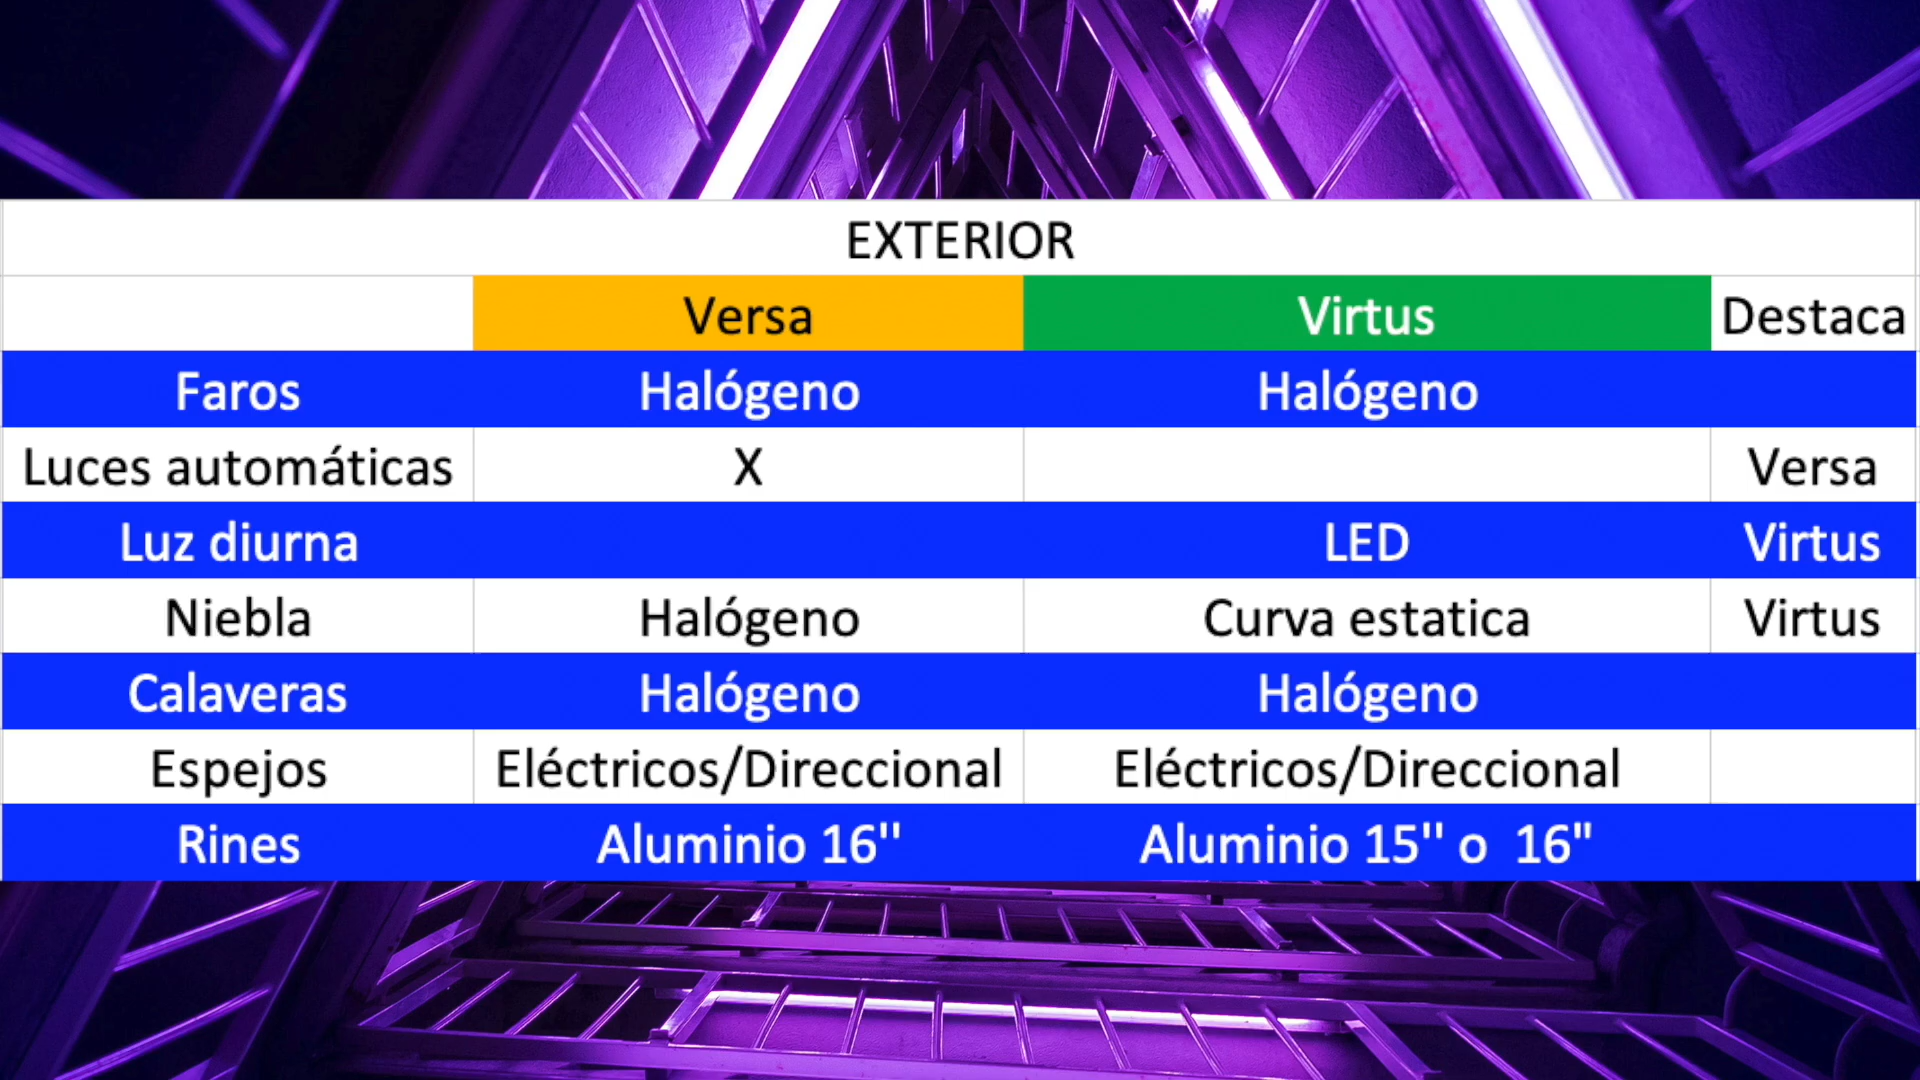 EXTERIOR
Versa Virtus Destaca
Faros Halógeno Halógeno
Luces automáticas X Versa
Luz diurna LED Virtus
Niebla Halógeno Curva estatica Virtus
Calaveras Halógeno Halógeno
Espejos Eléctricos/Direccional Eléctricos/Direccional
Rines Aluminio 16'' Aluminio 15'' o  16"